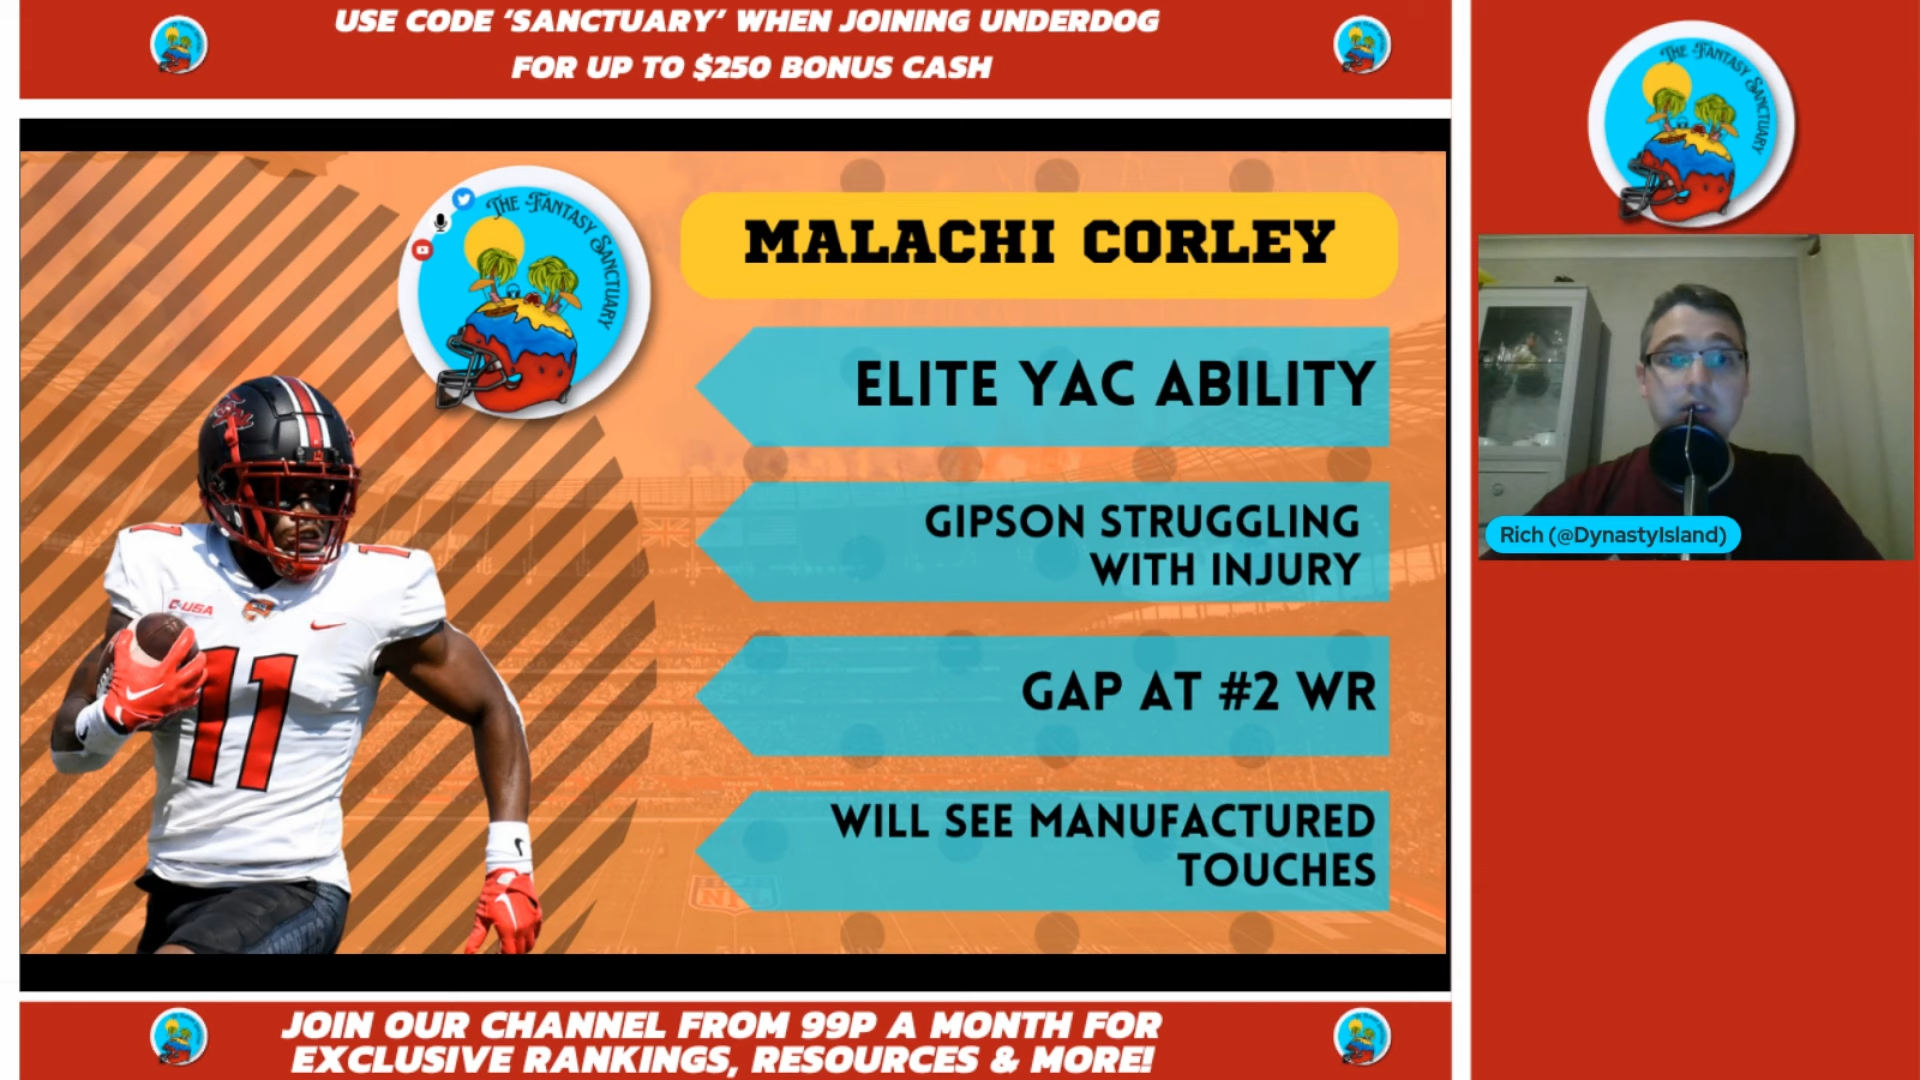 USE CODE ‘SANCTUARY’ WHEN JOINING UNDERDOG
FOR UP TO $250 BONUS CASH
THE FANTASY SANCTUARY
THE FANTASY SANCTUARY
MALACHI CORLEY
ELITE YAC ABILITY
GIPSON STRUGGLING
WITH INJURY
GAP AT #2 WR
WILL SEE MANUFACTURED
TOUCHES
C-USA
11
NFL
Rich (@DynastyIsland)
JOIN OUR CHANNEL FROM 99P A MONTH FOR
EXCLUSIVE RANKINGS, RESOURCES & MORE!